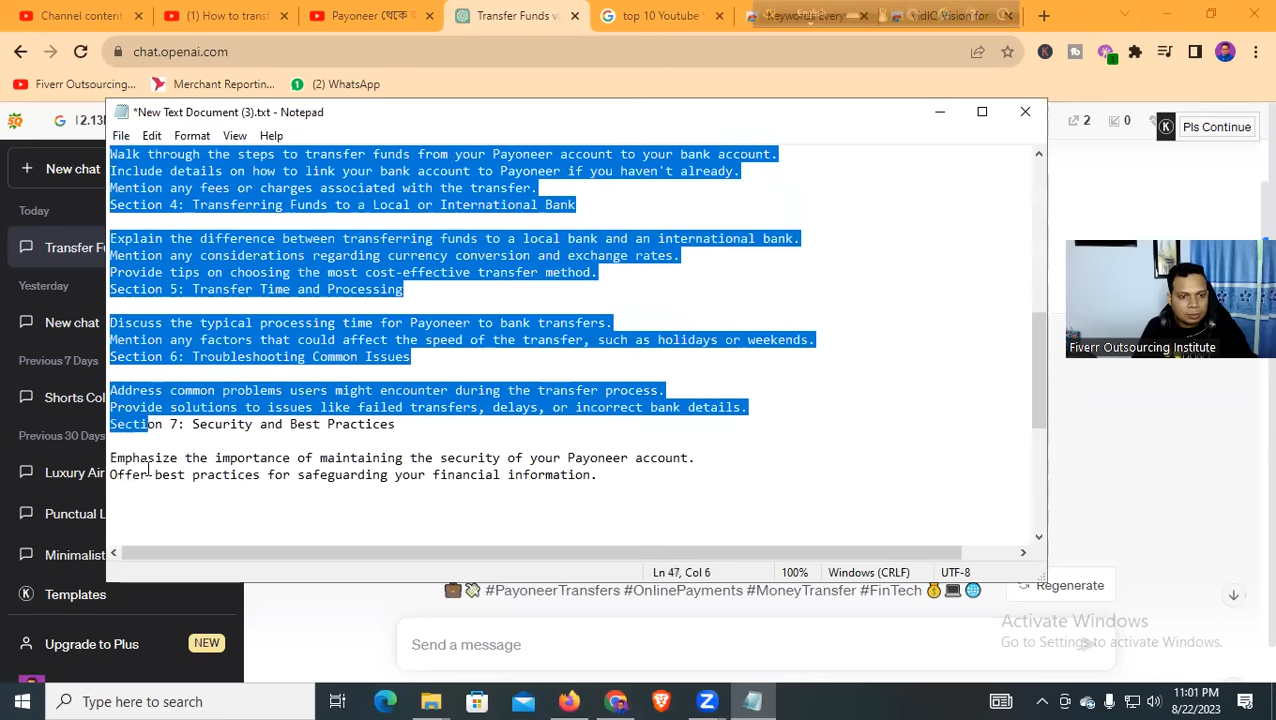 Channel content
(1) How to transf
Payoneer থেকে
Transfer Funds v
top 10 Youtube
Keywords Every
vidIQ Vision for
English
chat.openai.com
Fiverr Outsourcing...
Merchant Reportin...
(2) WhatsApp
*New Text Document (3).txt - Notepad
File Edit Format View Help
Walk through the steps to transfer funds from your Payoneer account to your bank account.
Include details on how to link your bank account to Payoneer if you haven't already.
Mention any fees or charges associated with the transfer.
Section 4: Transferring Funds to a Local or International Bank
Explain the difference between transferring funds to a local bank and an international bank.
Mention any considerations regarding currency conversion and exchange rates.
Provide tips on choosing the most cost-effective transfer method.
Section 5: Transfer Time and Processing
Discuss the typical processing time for Payoneer to bank transfers.
Mention any factors that could affect the speed of the transfer, such as holidays or weekends.
Section 6: Troubleshooting Common Issues
Address common problems users might encounter during the transfer process.
Provide solutions to issues like failed transfers, delays, or incorrect bank details.
Section 7: Security and Best Practices
Emphasize the importance of maintaining the security of your Payoneer account.
Offer best practices for safeguarding your financial information.
Ln 47, Col 6
100%
Windows (CRLF)
UTF-8
2.13
New chat
Today
Transfer Fu
Yesterday
New chat
Previous 7 Days
Shorts Col
Previous 30 Days
Luxury Air
Punctual L
Minimalist
Templates
Upgrade to Plus
NEW
2
0
Pls Continue
Fiverr Outsourcing Institute
#PayoneerTransfers #OnlinePayments #MoneyTransfer #FinTech
Regenerate
Send a message
Activate Windows
Go to Settings to activate Windows.
Type here to search
11:01 PM
8/22/2023